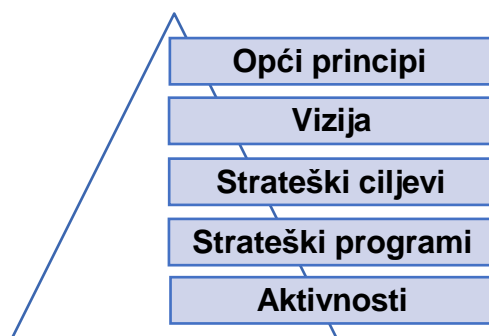 Opći principi
Vizija
Strateški ciljevi
Strateški programi
Aktivnosti